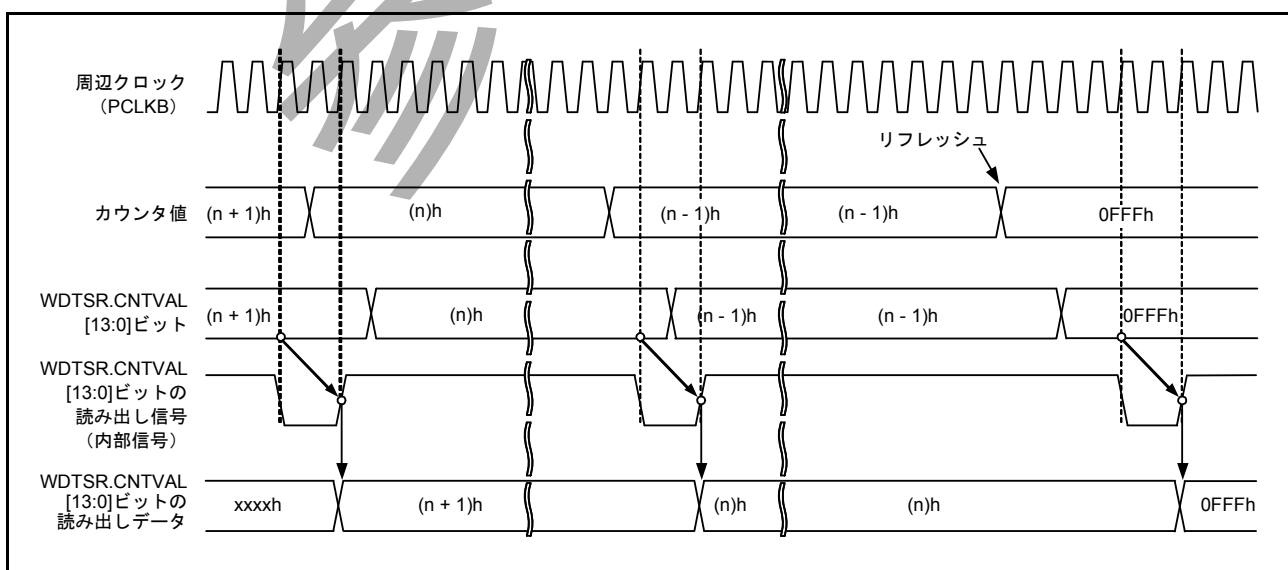 周辺クロック
(PCLKB)
リフレッシュ
カウンタ値
(n + 1)h
(n)h
(n - 1)h
(n - 1)h
0FFFh
WDTSR.CNTVAL
[13:0]ビット
(n + 1)h
(n)h
(n - 1)h
(n - 1)h
0FFFh
WDTSR.CNTVAL
[13:0]ビットの
読み出し信号
(内部信号)
WDTSR.CNTVAL
[13:0]ビットの
読み出しデータ
xxxxh
(n + 1)h
(n)h
(n)h
0FFFh